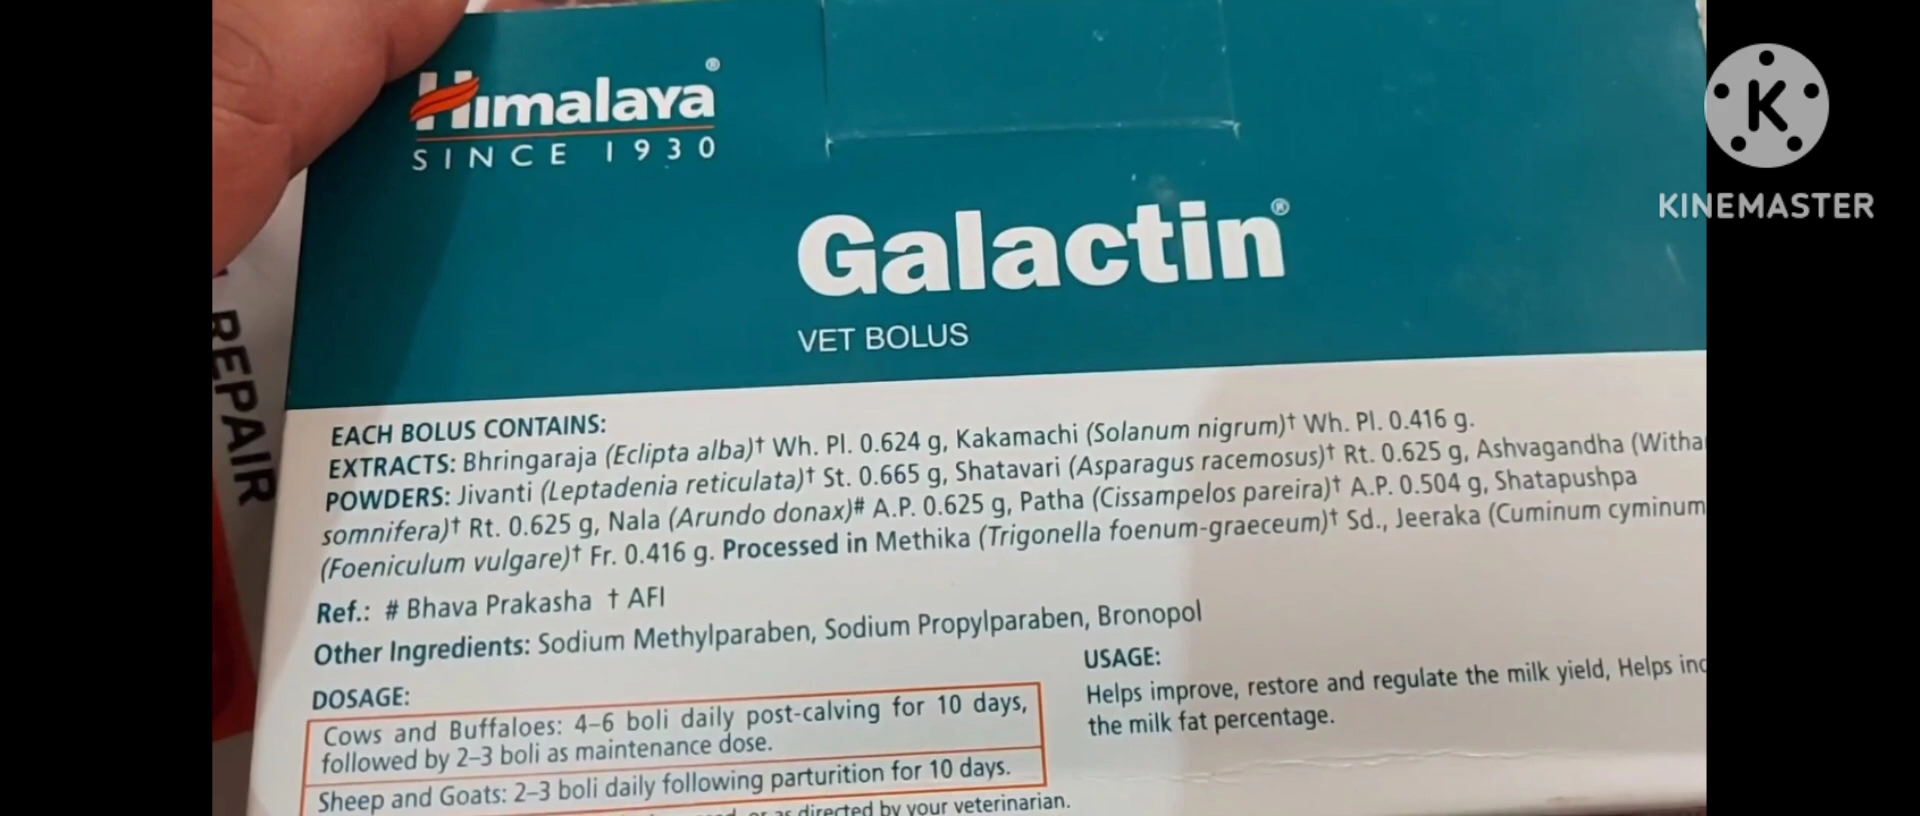 Himalaya®
SINCE 1930
Galactin®
VET BOLUS
K
KINEMASTER
REPAIR
EACH BOLUS CONTAINS:
EXTRACTS: Bhringaraja (Eclipta alba)† Wh. Pl. 0.624 g, Kakamachi (Solanum nigrum)† Wh. Pl. 0.416 g.
POWDERS: Jivanti (Leptadenia reticulata)† St. 0.665 g, Shatavari (Asparagus racemosus)† Rt. 0.625 g, Ashvagandha (Witha
somnifera)† Rt. 0.625 g, Nala (Arundo donax)# A.P. 0.625 g, Patha (Cissampelos pareira)† A.P. 0.504 g, Shatapushpa
(Foeniculum vulgare)† Fr. 0.416 g. Processed in Methika (Trigonella foenum-graeceum)† Sd., Jeeraka (Cuminum cyminum
Ref.: # Bhava Prakasha † AFI
Other Ingredients: Sodium Methylparaben, Sodium Propylparaben, Bronopol
DOSAGE:
Cows and Buffaloes: 4–6 boli daily post-calving for 10 days,
followed by 2–3 boli as maintenance dose.
Sheep and Goats: 2–3 boli daily following parturition for 10 days.
or as directed by your veterinarian.
USAGE:
Helps improve, restore and regulate the milk yield, Helps inc
the milk fat percentage.